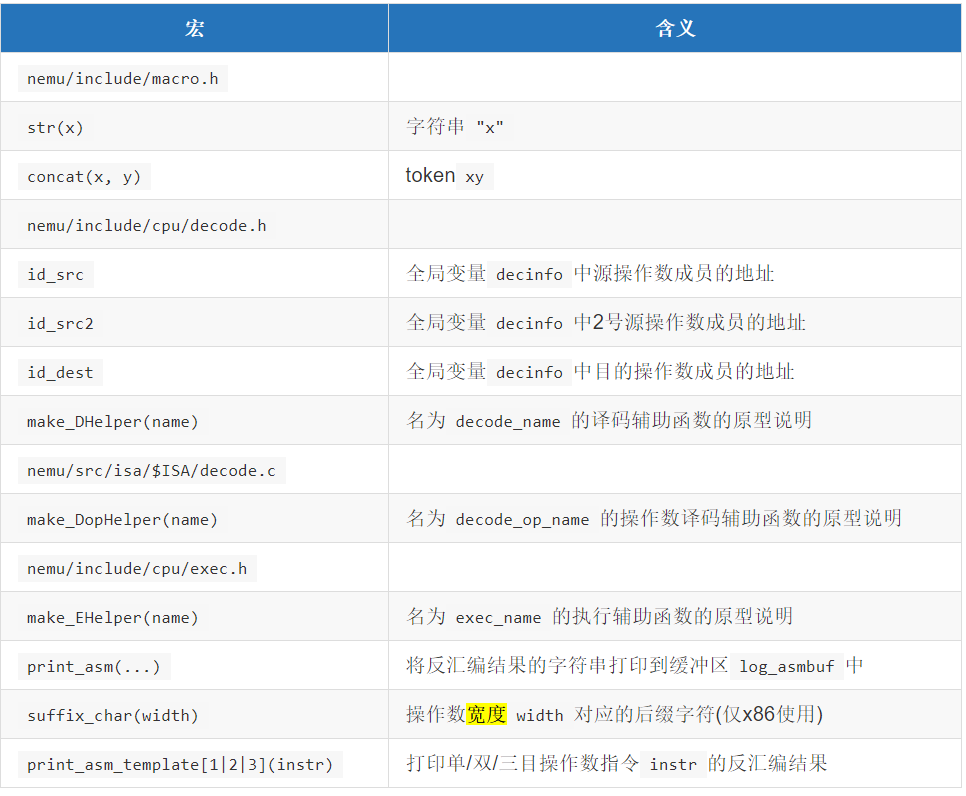 宏 含义
nemu/include/macro.h
str(x) 字符串 "x"
concat(x, y) token xy
nemu/include/cpu/decode.h
id_src 全局变量 decinfo 中源操作数成员的地址
id_src2 全局变量 decinfo 中2号源操作数成员的地址
id_dest 全局变量 decinfo 中目的操作数成员的地址
make_DHelper(name) 名为 decode_name 的译码辅助函数的原型说明
nemu/src/isa/$ISA/decode.c
make_DopHelper(name) 名为 decode_op_name 的操作数译码辅助函数的原型说明
nemu/include/cpu/exec.h
make_EHelper(name) 名为 exec_name 的执行辅助函数的原型说明
print_asm(...) 将反汇编结果的字符串打印到缓冲区 log_asmbuf 中
suffix_char(width) 操作数宽度 width 对应的后缀字符(仅x86使用)
print_asm_template[1|2|3](instr) 打印单/双/三目操作数指令 instr 的反汇编结果